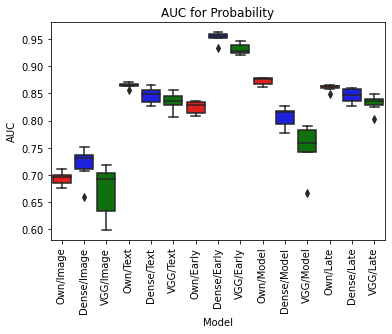 AUC for Probability
AUC
0.95
0.90
0.85
0.80
0.75
0.70
0.65
0.60
Own/Image
Dense/Image
VGG/Image
Own/Text
Dense/Text
VGG/Text
Own/Early
Dense/Early
VGG/Early
Own/Model
Dense/Model
VGG/Model
Own/Late
Dense/Late
VGG/Late
Model